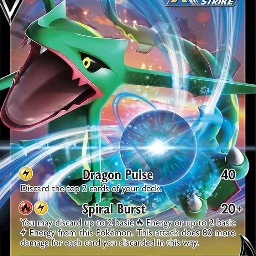 STRIKE
Dragon Pulse 40
Discard the top 2 cards of your deck.
Spiral Burst 20+
You may discard up to 2 basic Energy or up to 2 basic
Energy from this Pokémon. This attack does 80 more
damage for each card you discarded in this way.